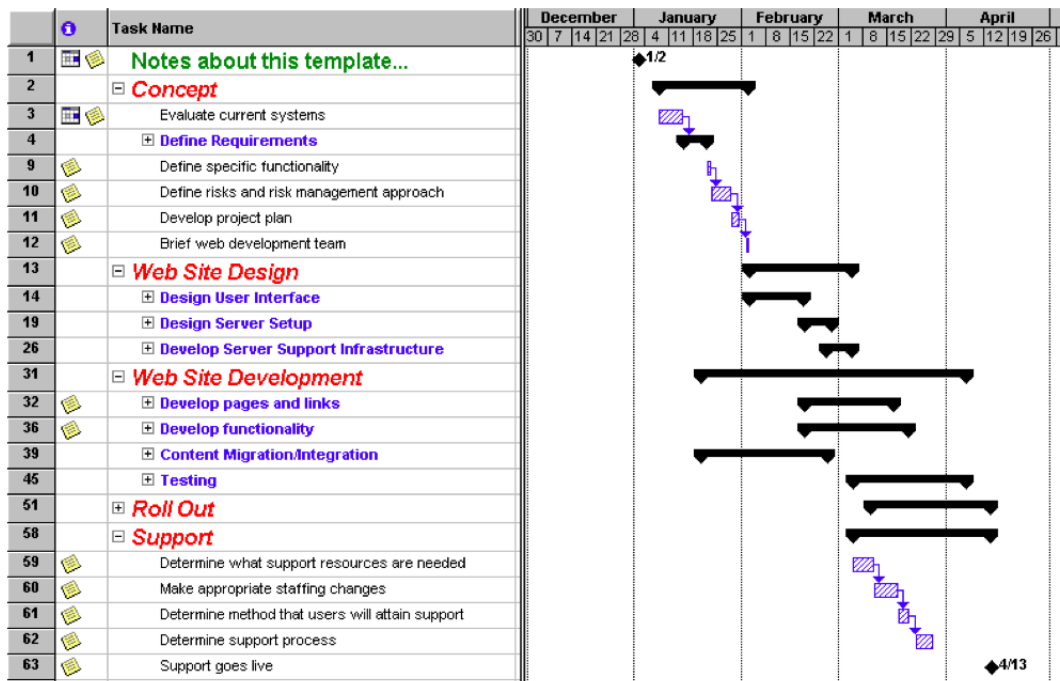 Task Name
December January February March April
30 7 14 21 28 4 11 18 25 1 8 15 22 1 8 15 22 29 5 12 19 26
1 Notes about this template... 1/2
2 Concept
3 Evaluate current systems
4 Define Requirements
9 Define specific functionality
10 Define risks and risk management approach
11 Develop project plan
12 Brief web development team
13 Web Site Design
14 Design User Interface
19 Design Server Setup
26 Develop Server Support Infrastructure
31 Web Site Development
32 Develop pages and links
36 Develop functionality
39 Content Migration/Integration
45 Testing
51 Roll Out
58 Support
59 Determine what support resources are needed
60 Make appropriate staffing changes
61 Determine method that users will attain support
62 Determine support process
63 Support goes live 4/13